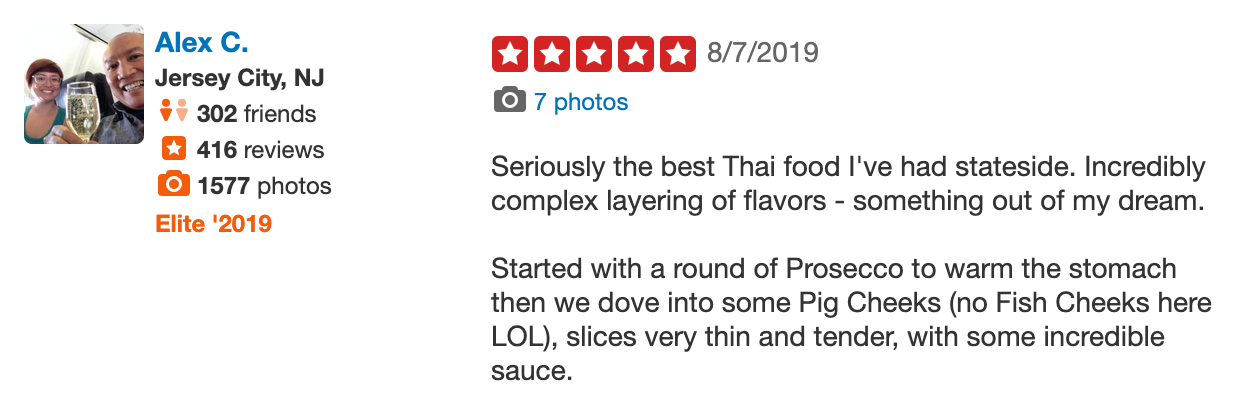 Alex C.
Jersey City, NJ
302 friends
416 reviews
1577 photos
Elite '2019
8/7/2019
7 photos
Seriously the best Thai food I've had stateside. Incredibly
complex layering of flavors - something out of my dream.
Started with a round of Prosecco to warm the stomach
then we dove into some Pig Cheeks (no Fish Cheeks here
LOL), slices very thin and tender, with some incredible
sauce.